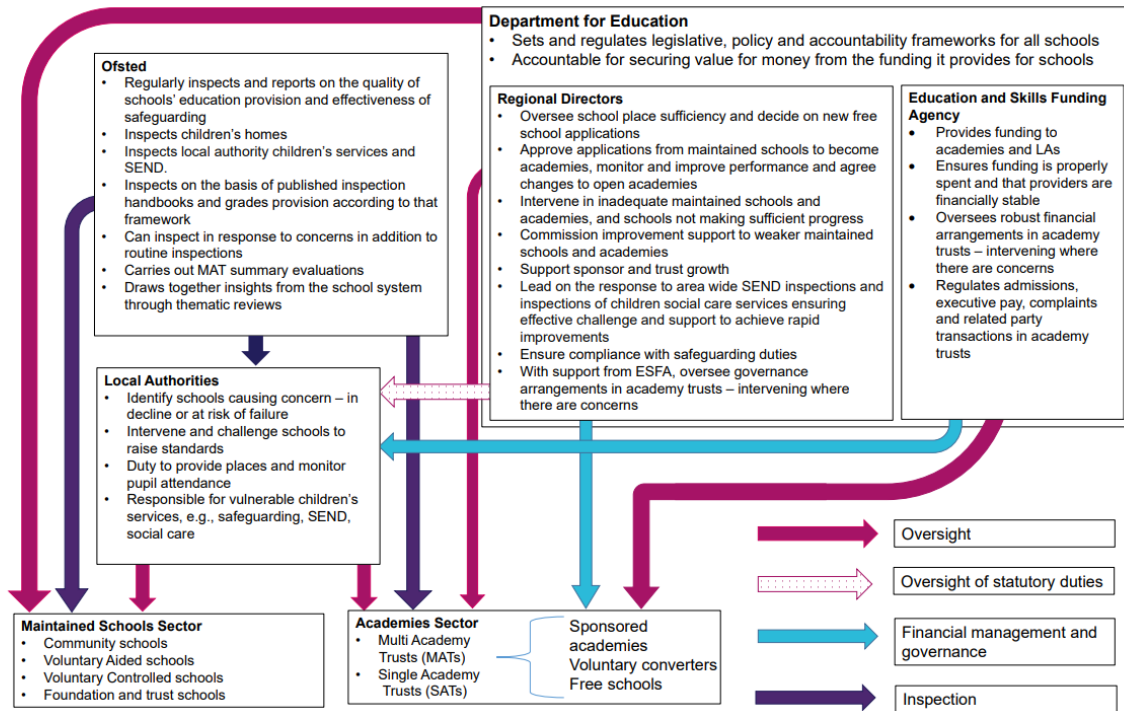 Department for Education
• Sets and regulates legislative, policy and accountability frameworks for all schools
• Accountable for securing value for money from the funding it provides for schools
Ofsted
• Regularly inspects and reports on the quality of
schools' education provision and effectiveness of
safeguarding
• Inspects children's homes
• Inspects local authority children's services and
SEND.
• Inspects on the basis of published inspection
handbooks and grades provision according to that
framework
• Can inspect in response to concerns in addition to
routine inspections
• Carries out MAT summary evaluations
• Draws together insights from the school system
through thematic reviews
Regional Directors
• Oversee school place sufficiency and decide on new free
school applications
• Approve applications from maintained schools to become
academies, monitor and improve performance and agree
changes to open academies
• Intervene in inadequate maintained schools and
academies, and schools not making sufficient progress
• Commission improvement support to weaker maintained
schools and academies
• Support sponsor and trust growth
• Lead on the response to area wide SEND inspections and
inspections of children social care services ensuring
effective challenge and support to achieve rapid
improvements
• Ensure compliance with safeguarding duties
• With support from ESFA, oversee governance
arrangements in academy trusts – intervening where
there are concerns
Education and Skills Funding
Agency
• Provides funding to
academies and LAs
• Ensures funding is properly
spent and that providers are
financially stable
• Oversees robust financial
arrangements in academy
trusts – intervening where
there are concerns
• Regulates admissions,
executive pay, complaints
and related party
transactions in academy
trusts
Local Authorities
• Identify schools causing concern – in
decline or at risk of failure
• Intervene and challenge schools to
raise standards
• Duty to provide places and monitor
pupil attendance
• Responsible for vulnerable children's
services, e.g., safeguarding, SEND,
social care
Maintained Schools Sector
• Community schools
• Voluntary Aided schools
• Voluntary Controlled schools
• Foundation and trust schools
Academies Sector
• Multi Academy
Trusts (MATs)
• Single Academy
Trusts (SATs)
Sponsored
academies
Voluntary converters
Free schools
Oversight
Oversight of statutory duties
Financial management and
governance
Inspection